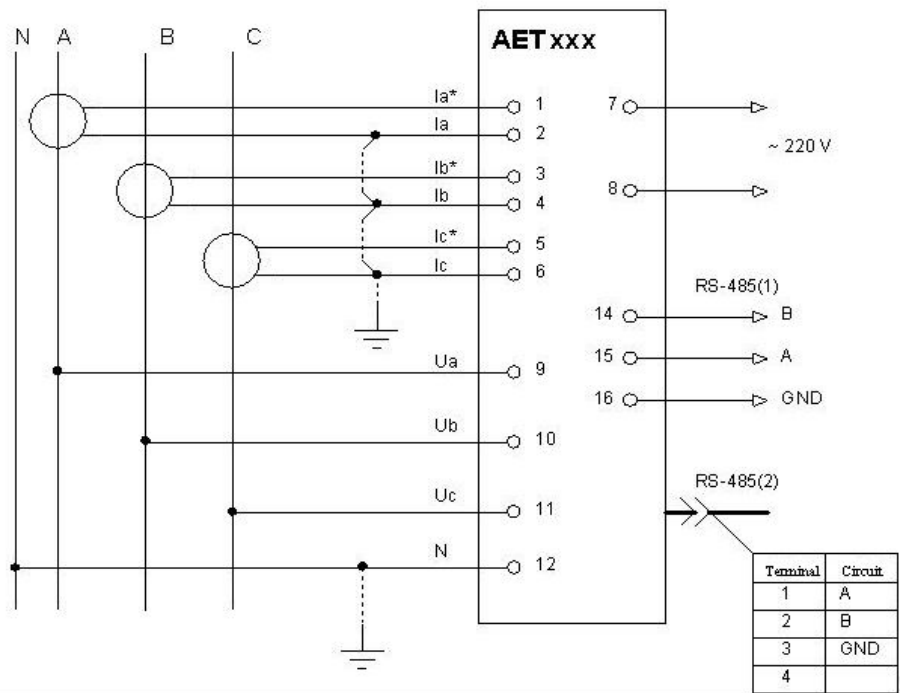 N A B C
AETxxx
Ia* 1 7
Ia 2
~ 220 V
Ib* 3
8
Ib 4
Ic* 5
Ic 6
RS-485(1)
14 B
15 A
Ua 9
16 GND
Ub 10
RS-485(2)
Uc 11
N 12
Terminal Circuit
1 A
2 B
3 GND
4